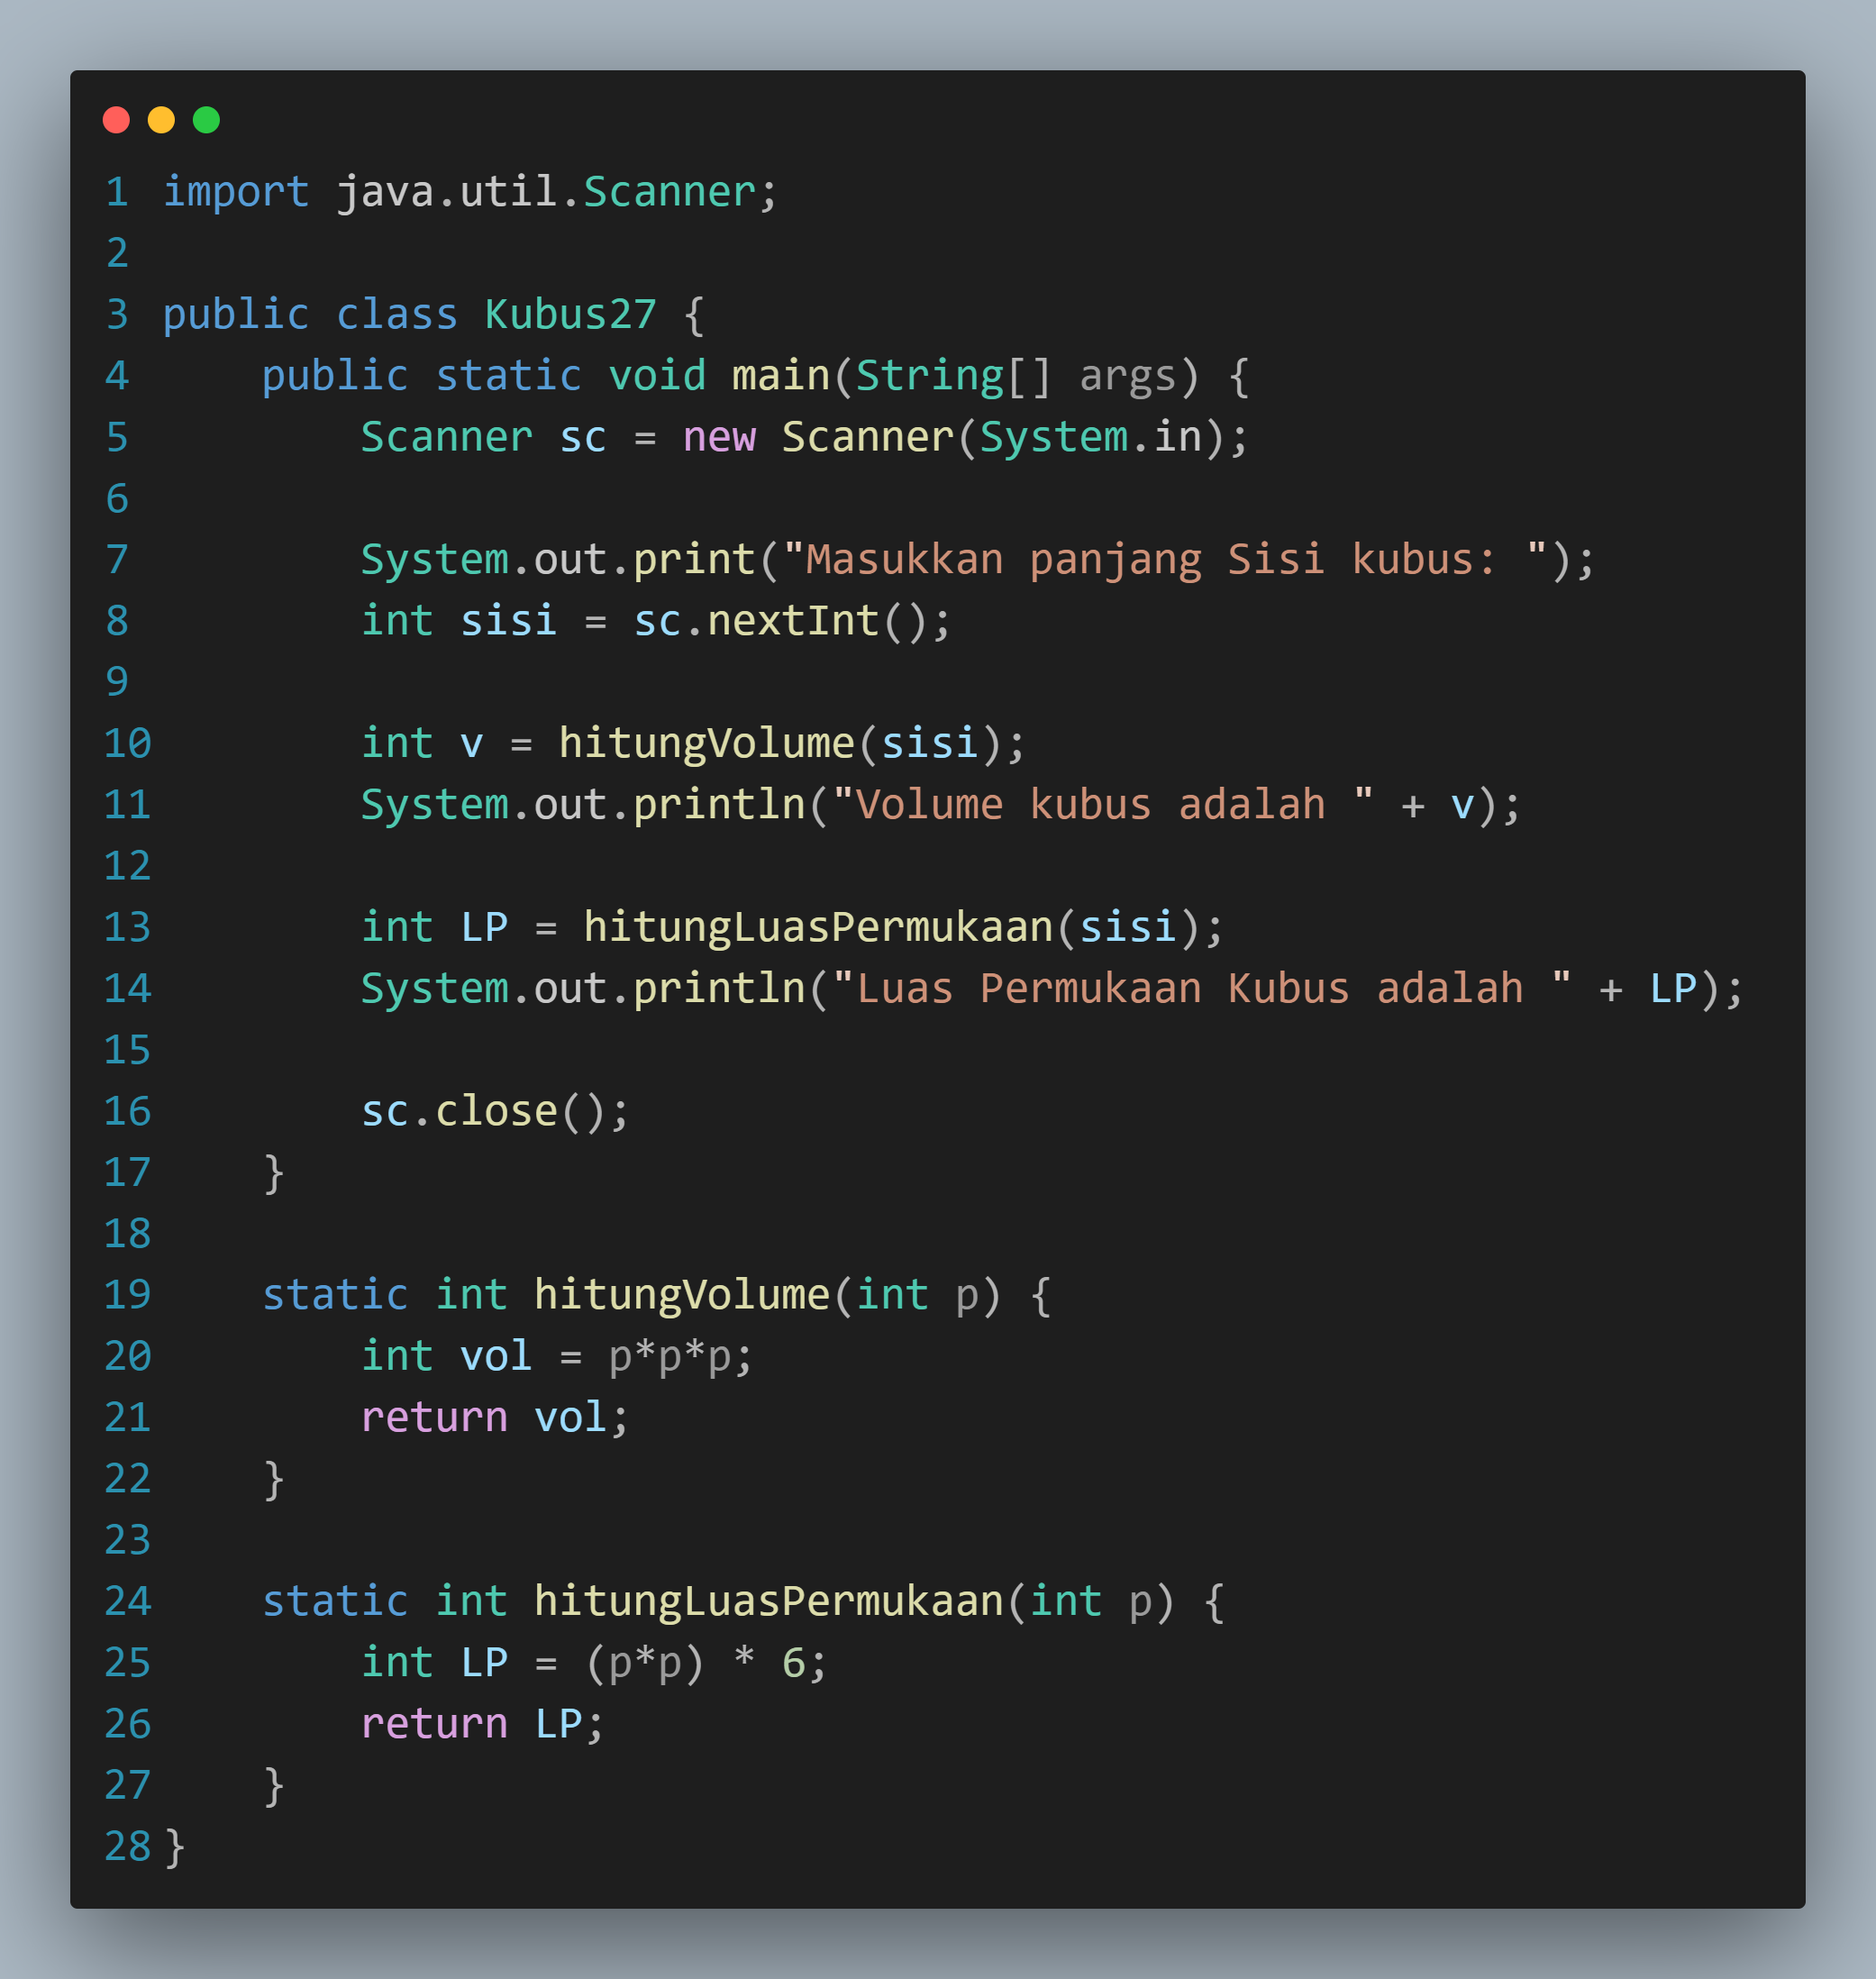 1 import java.util.Scanner;
2
3 public class Kubus27 {
4     public static void main(String[] args) {
5         Scanner sc = new Scanner(System.in);
6
7         System.out.print("Masukkan panjang Sisi kubus: ");
8         int sisi = sc.nextInt();
9
10         int v = hitungVolume(sisi);
11         System.out.println("Volume kubus adalah " + v);
12
13         int LP = hitungLuasPermukaan(sisi);
14         System.out.println("Luas Permukaan Kubus adalah " + LP);
15
16         sc.close();
17     }
18
19     static int hitungVolume(int p) {
20         int vol = p*p*p;
21         return vol;
22     }
23
24     static int hitungLuasPermukaan(int p) {
25         int LP = (p*p) * 6;
26         return LP;
27     }
28 }